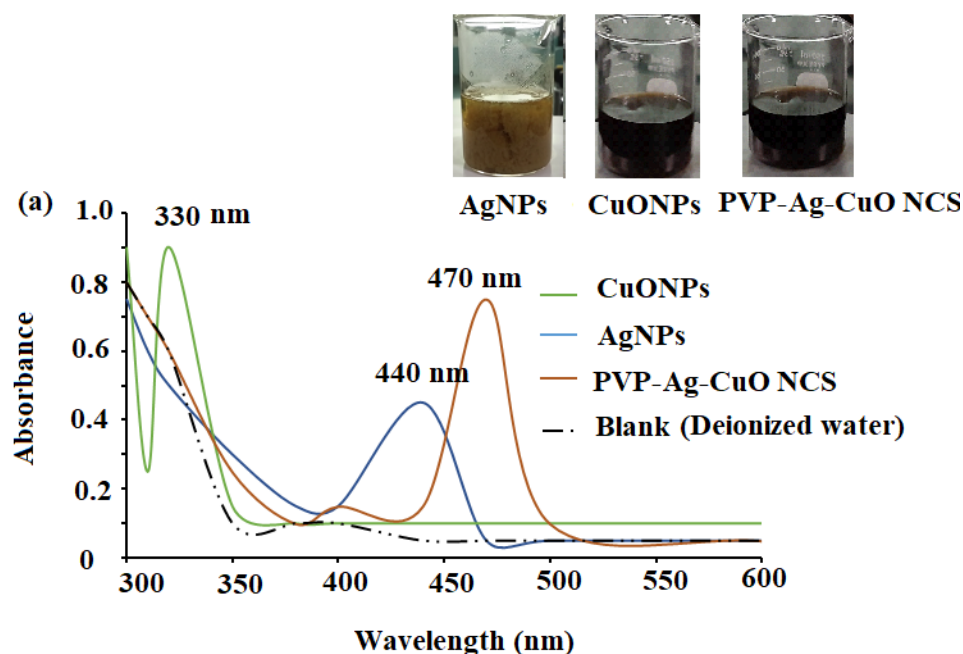 AgNPs
CuONPs
PVP-Ag-CuO NCS
(a)
330 nm
470 nm
440 nm
CuONPs
AgNPs
PVP-Ag-CuO NCS
Blank (Deionized water)
Absorbance
1.0
0.8
0.6
0.4
0.2
0
300
350
400
450
500
550
600
Wavelength (nm)